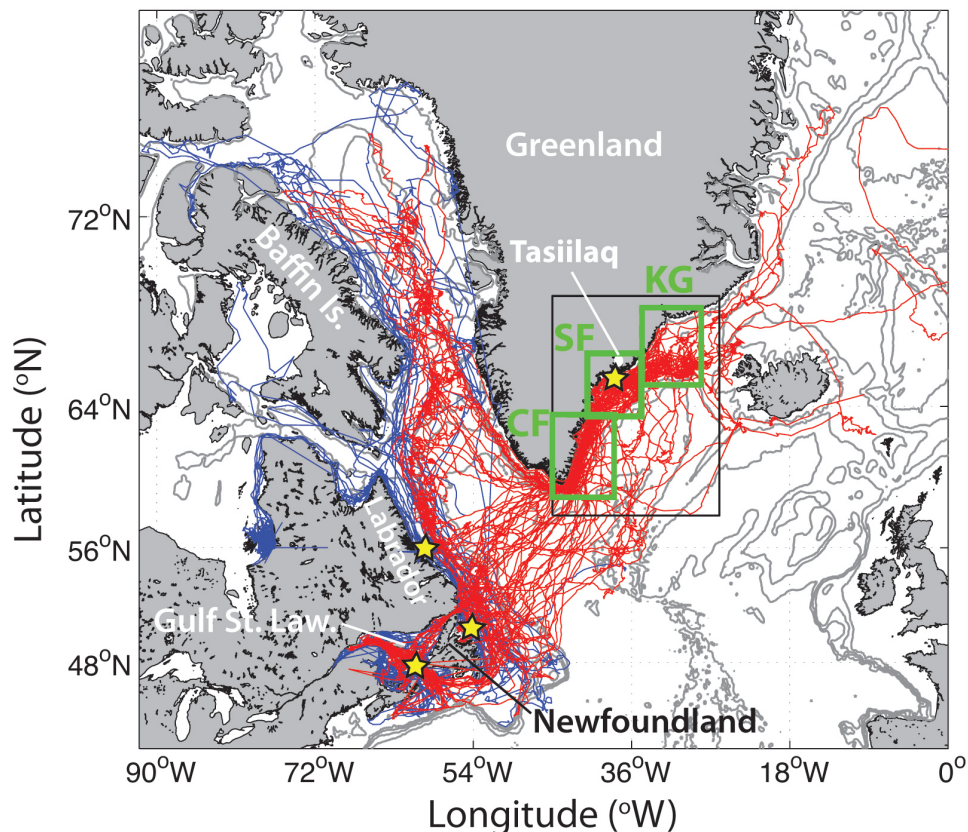 Greenland
72°N
Tasiilaq
KG
Baffin Is.
SF
64°N
CF
Latitude (°N)
56°N
Labrador
Gulf St. Law.
48°N
Newfoundland
90°W 72°W 54°W 36°W 18°W 0°
Longitude (°W)